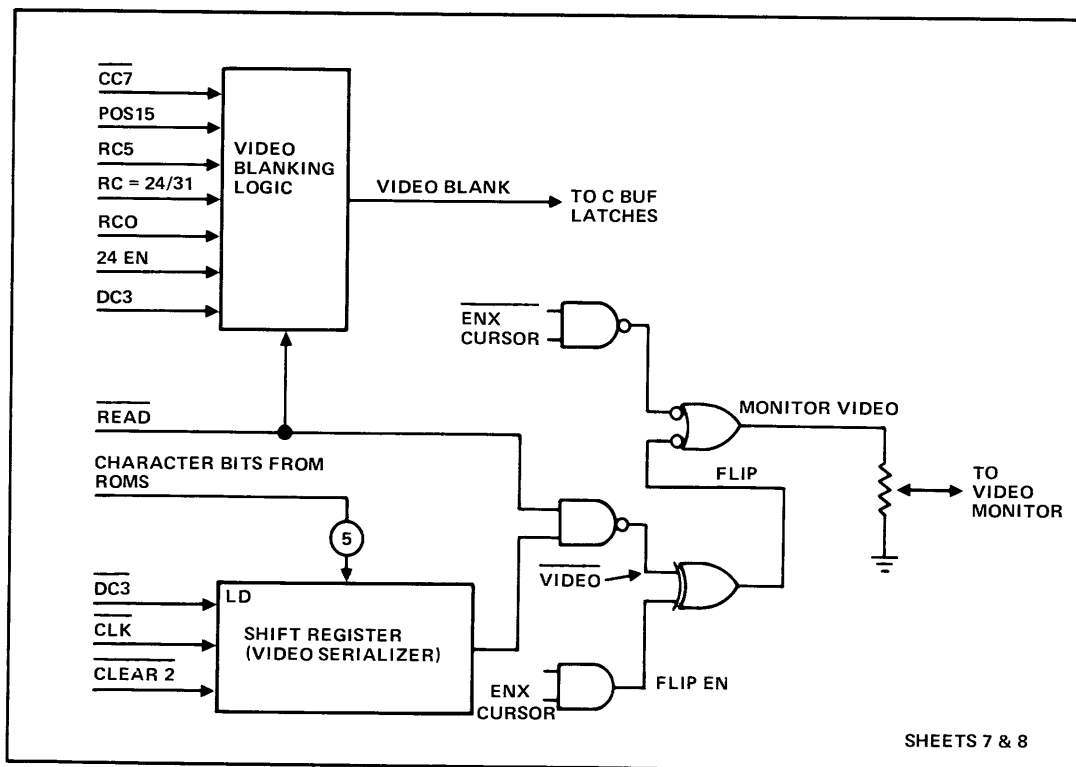 CC7
POS15
RC5
RC = 24/31
RCO
24 EN
DC3
VIDEO
BLANKING
LOGIC
VIDEO BLANK
TO C BUF
LATCHES
ENX
CURSOR
READ
MONITOR VIDEO
CHARACTER BITS FROM
ROMS
FLIP
TO
VIDEO
MONITOR
5
VIDEO
DC3
CLK
CLEAR 2
LD
SHIFT REGISTER
(VIDEO SERIALIZER)
ENX
CURSOR
FLIP EN
SHEETS 7 & 8